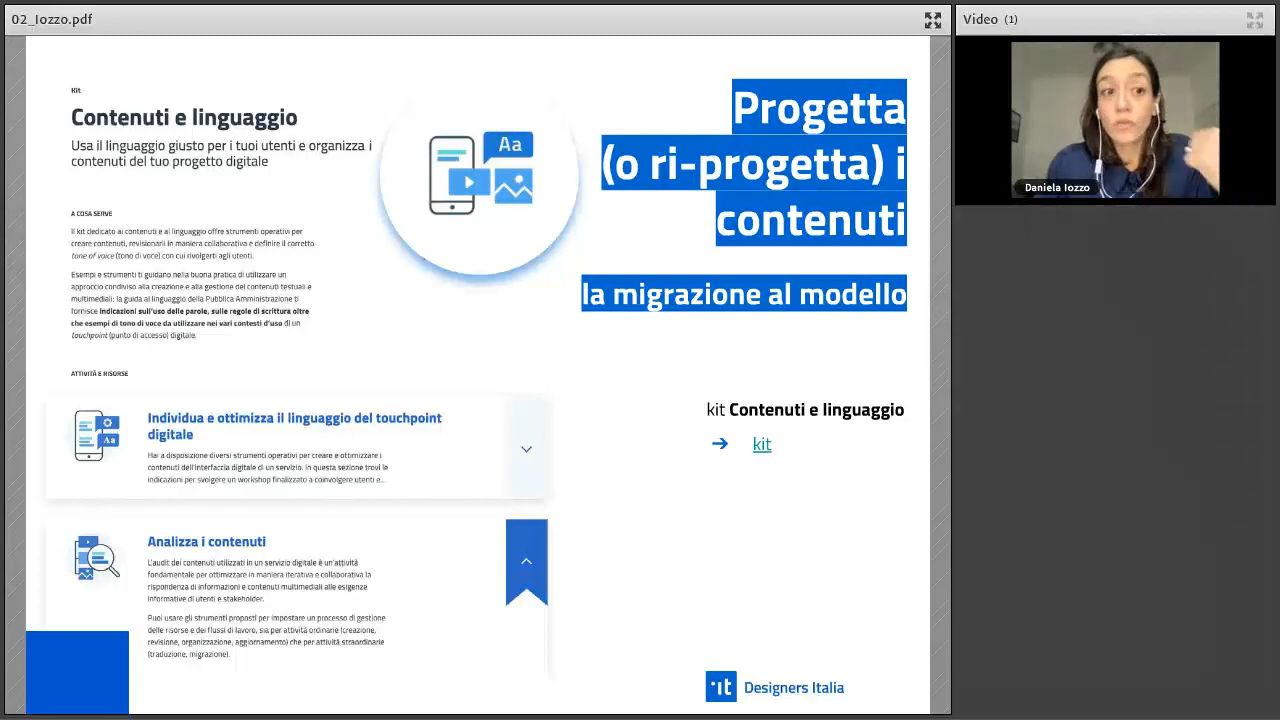 02_Iozzo.pdf
Video (1)
Daniela Iozzo
Kit
Contenuti e linguaggio
Usa il linguaggio giusto per i tuoi utenti e organizza i
contenuti del tuo progetto digitale
A COSA SERVE
Il kit dedicato ai contenuti e al linguaggio offre strumenti operativi per
creare contenuti, revisionarli in maniera collaborativa e definire il corretto
tone of voice (tono di voce) con cui rivolgerti agli utenti.
Esempi e strumenti ti guidano nella buona pratica di utilizzare un
approccio condiviso alla creazione e alla gestione dei contenuti testuali e
multimediali: la guida al linguaggio della Pubblica Amministrazione ti
fornisce indicazioni sull'uso delle parole, sulle regole di scrittura oltre
che esempi di tono di voce da utilizzare nei vari contesti d'uso di un
touchpoint (punto di accesso) digitale.
ATTIVITÀ E RISORSE
Individua e ottimizza il linguaggio del touchpoint
digitale
Hai a disposizione diversi strumenti operativi per creare e ottimizzare i
contenuti dell'interfaccia digitale di un servizio. In questa sezione trovi le
indicazioni per svolgere un workshop finalizzato a coinvolgere utenti e...
Analizza i contenuti
L'audit dei contenuti utilizzati in un servizio digitale è un'attività
fondamentale per ottimizzare in maniera iterativa e collaborativa la
rispondenza di informazioni e contenuti multimediali alle esigenze
informative di utenti e stakeholder.
Puoi usare gli strumenti proposti per impostare un processo di gestione
delle risorse e dei flussi di lavoro, sia per attività ordinarie (creazione,
revisione, organizzazione, aggiornamento) che per attività straordinarie
(traduzione, migrazione).
Aa
Aa
Progetta
(o ri-progetta) i
contenuti
la migrazione al modello
kit Contenuti e linguaggio
➔ kit
it Designers Italia